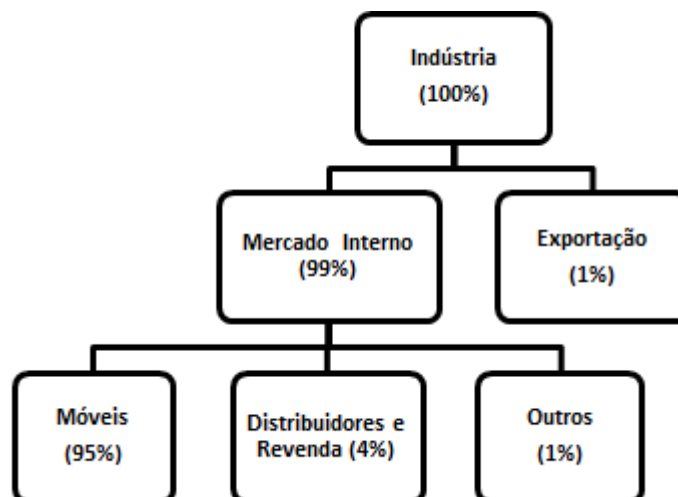 Indústria
(100%)
Mercado Interno
(99%)
Exportação
(1%)
Móveis
(95%)
Distribuidores e
Revenda (4%)
Outros
(1%)